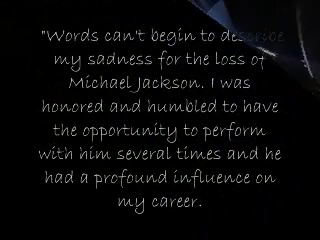 "Words can't begin to describe
my sadness for the loss of
Michael Jackson. I was
honored and humbled to have
the opportunity to perform
with him several times and he
had a profound influence on
my career.